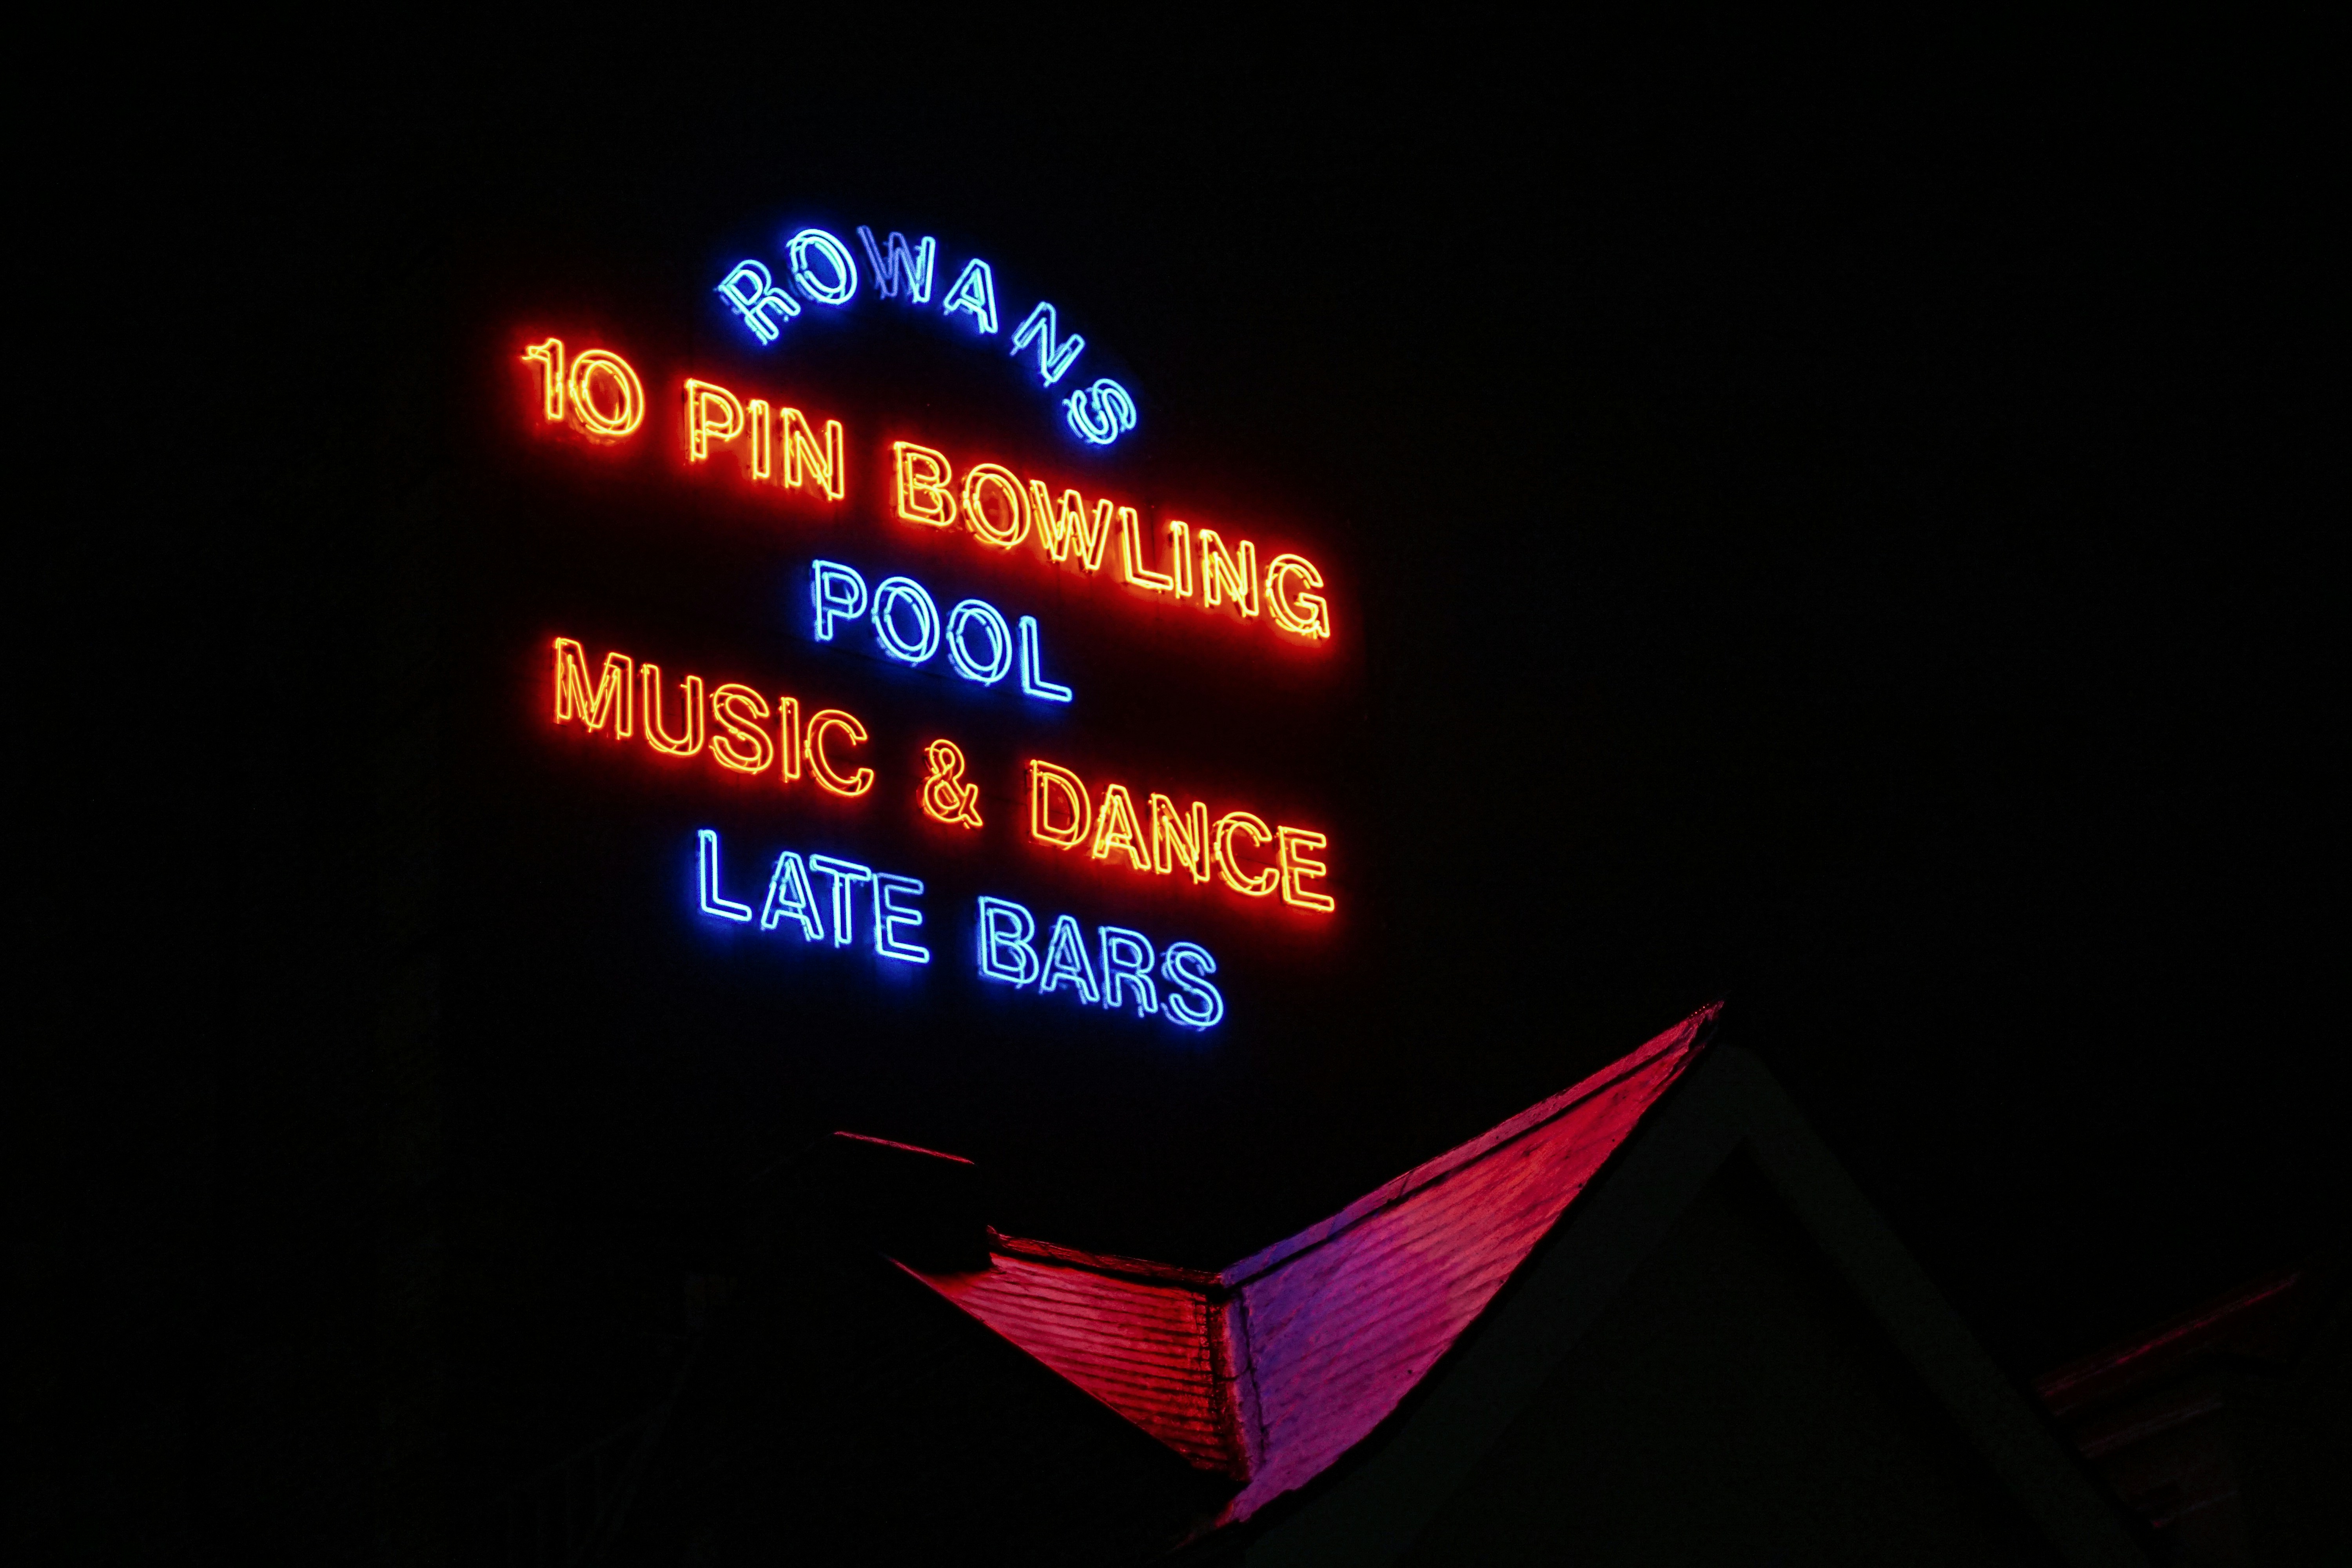 ROWANS
10 PIN BOWLING
POOL
MUSIC & DANCE
LATE BARS